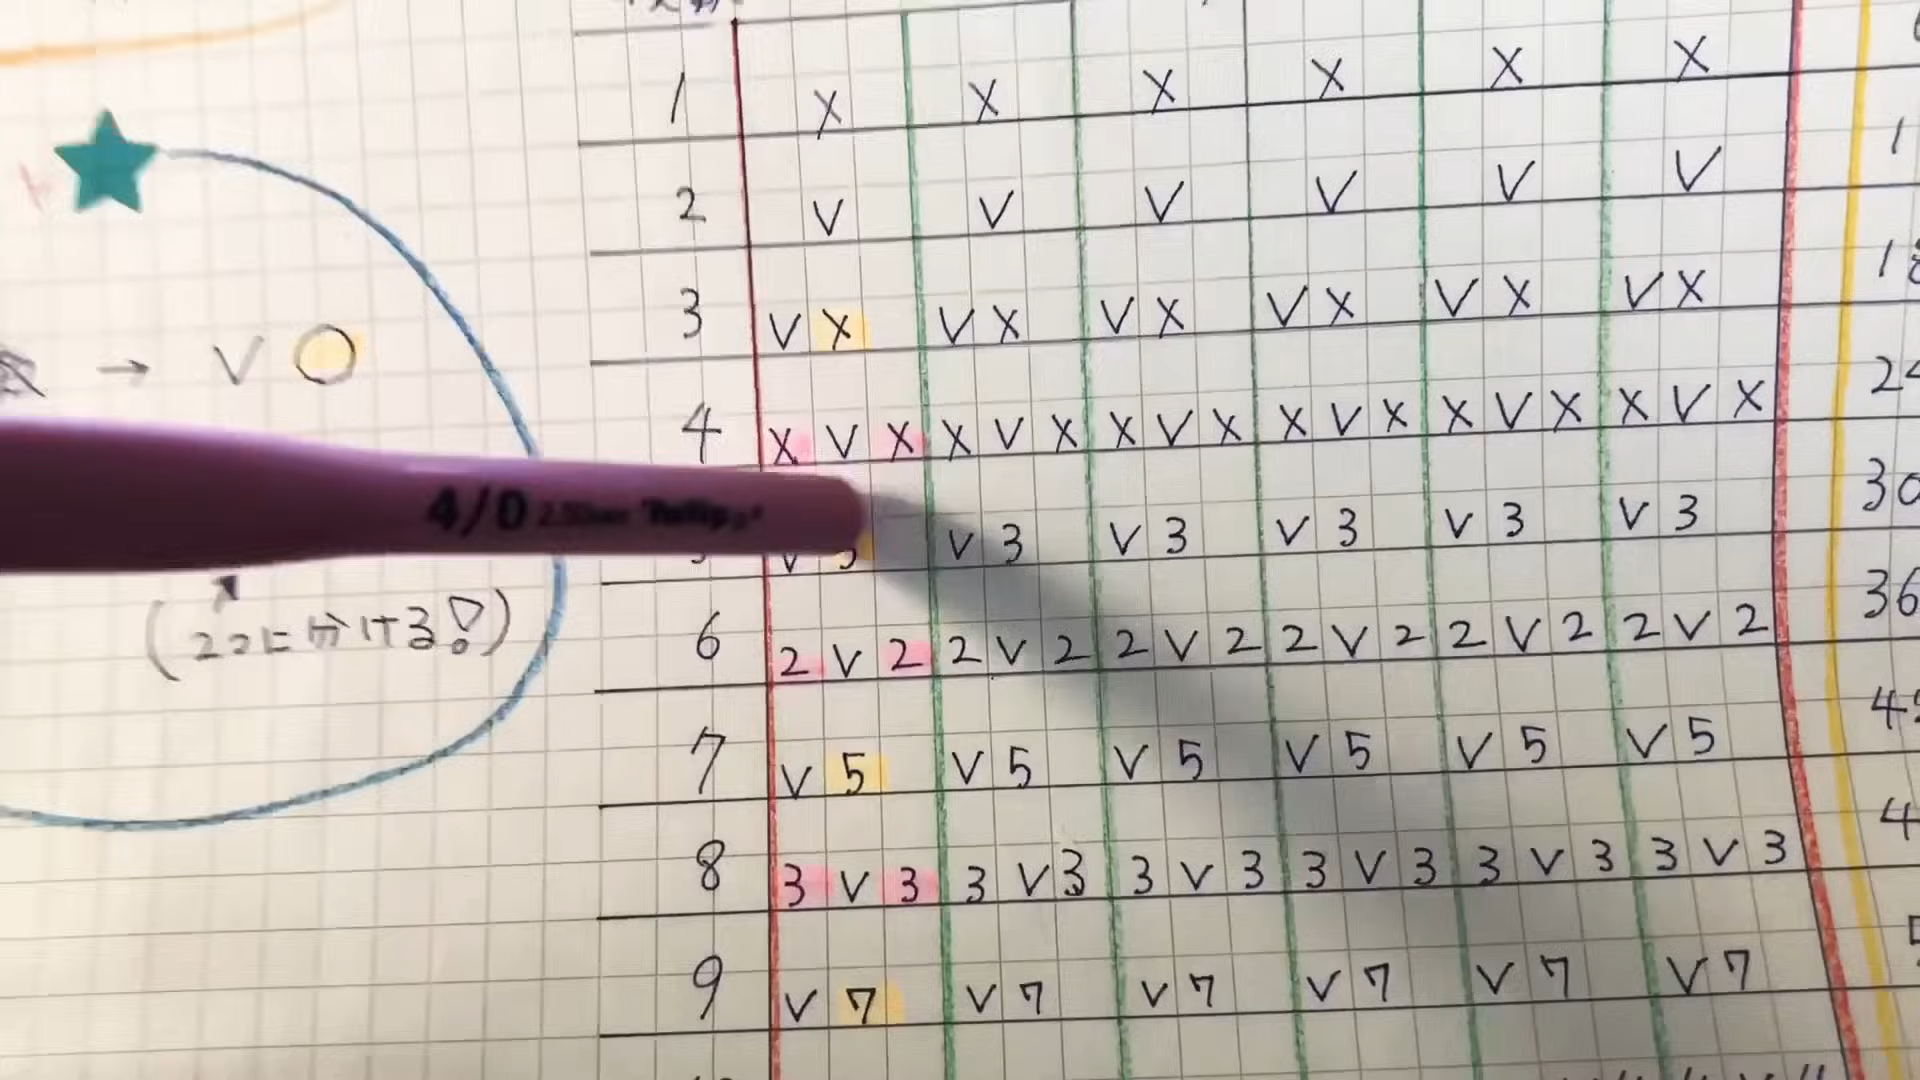 1 X X X X X X
2 V V V V V V
3 V X V X V X V X V X V X
4 X V X X V X X V X X V X X V X X V X
→ V O
4/0
V 3 V 3 V 3 V 3 V 3
30
(2つに分ける!)
6 2 V 2 2 V 2 2 V 2 2 V 2 2 V 2 2 V 2
36
7 V 5 V 5 V 5 V 5 V 5 V 5
8 3 V 3 3 V 3 3 V 3 3 V 3 3 V 3 3 V 3
9 V 7 V 7 V 7 V 7 V 7 V 7